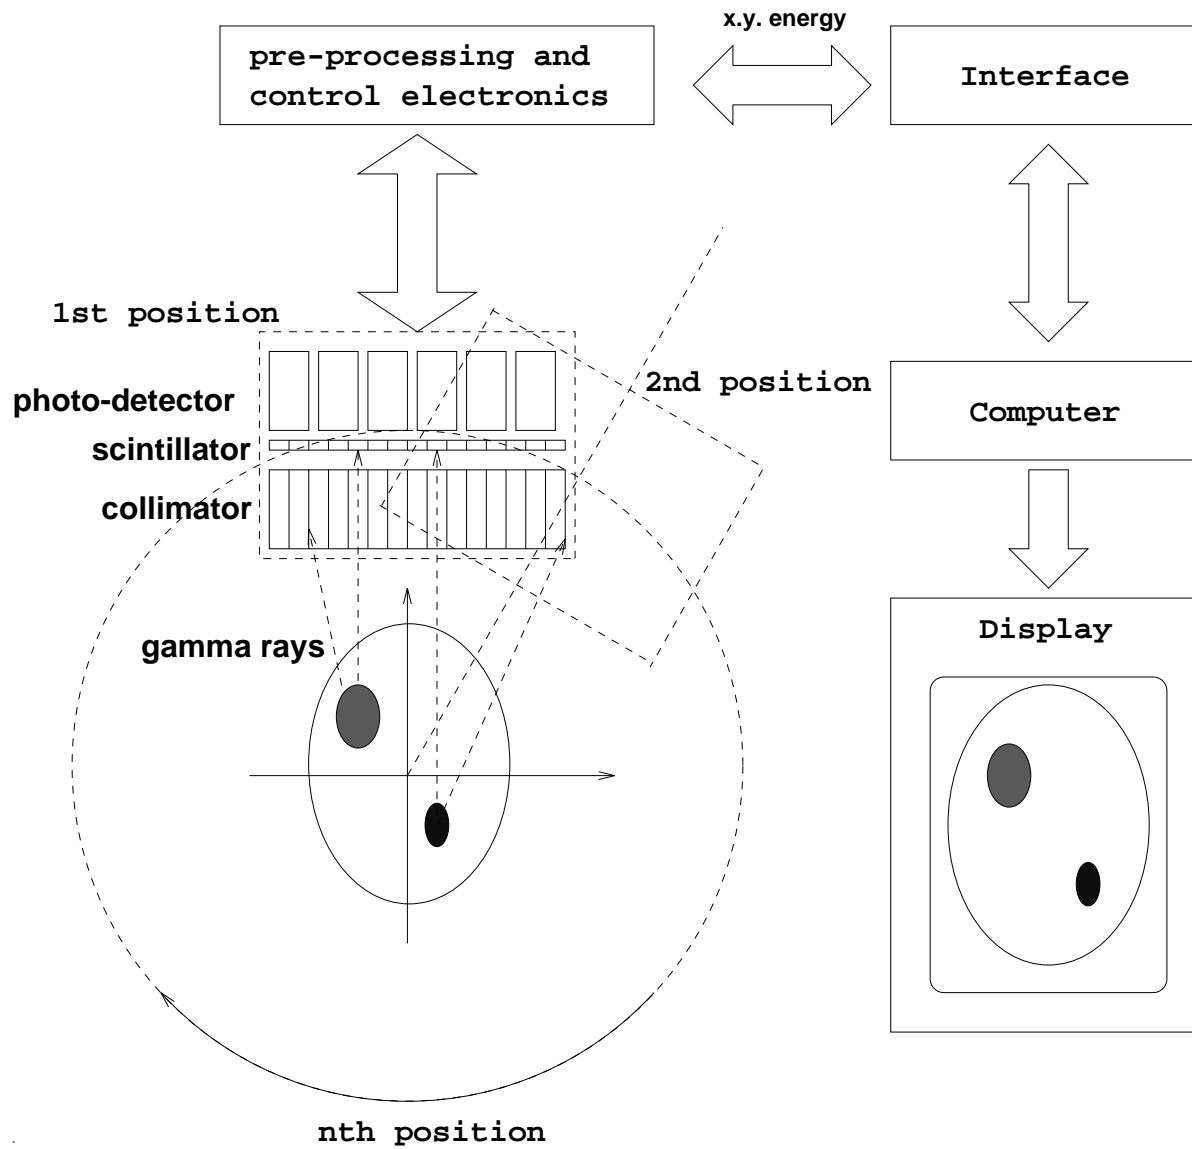 x.y. energy
pre-processing and
control electronics
Interface
1st position
2nd position
photo-detector
Computer
scintillator
collimator
gamma rays
Display
nth position